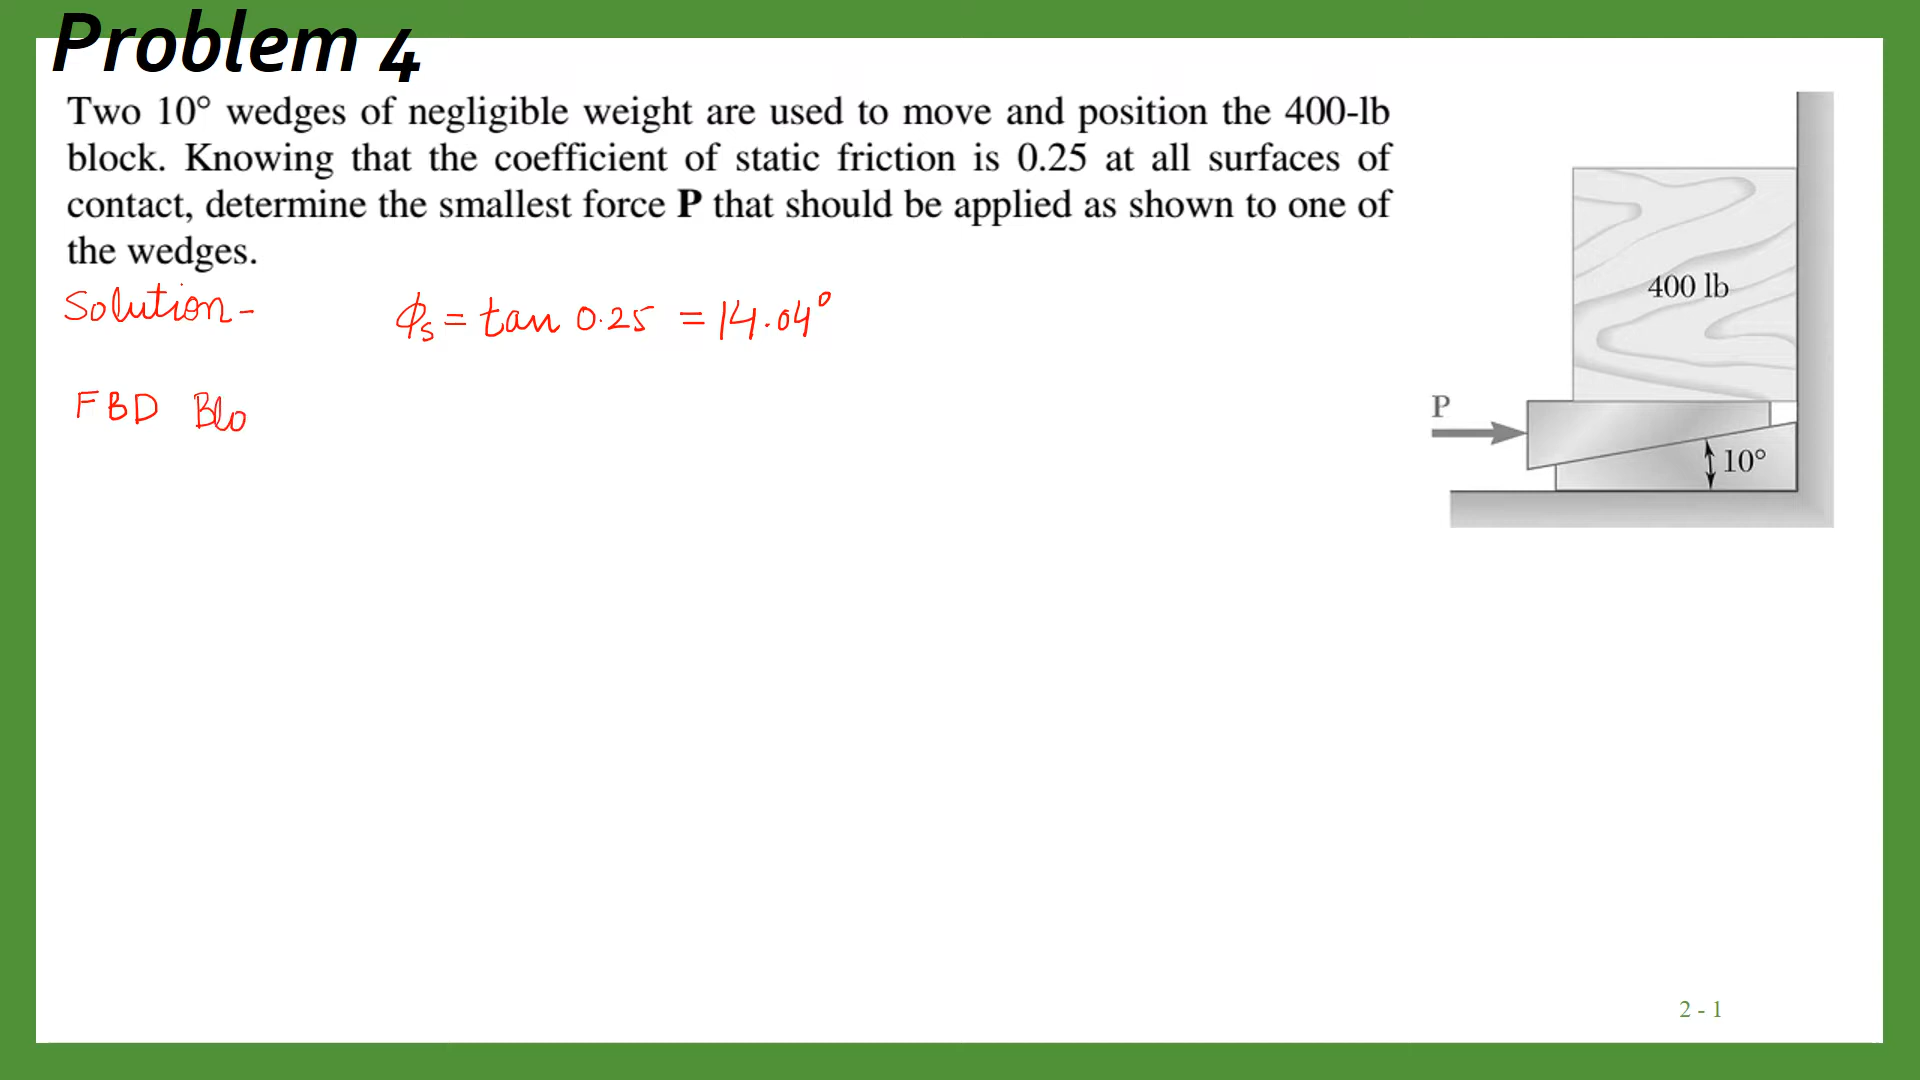 Problem 4
Two 10° wedges of negligible weight are used to move and position the 400-lb
block. Knowing that the coefficient of static friction is 0.25 at all surfaces of
contact, determine the smallest force P that should be applied as shown to one of
the wedges.
Solution -
ϕs = tan 0.25 = 14.04°
FBD Blo
400 lb
P
10°
2 - 1